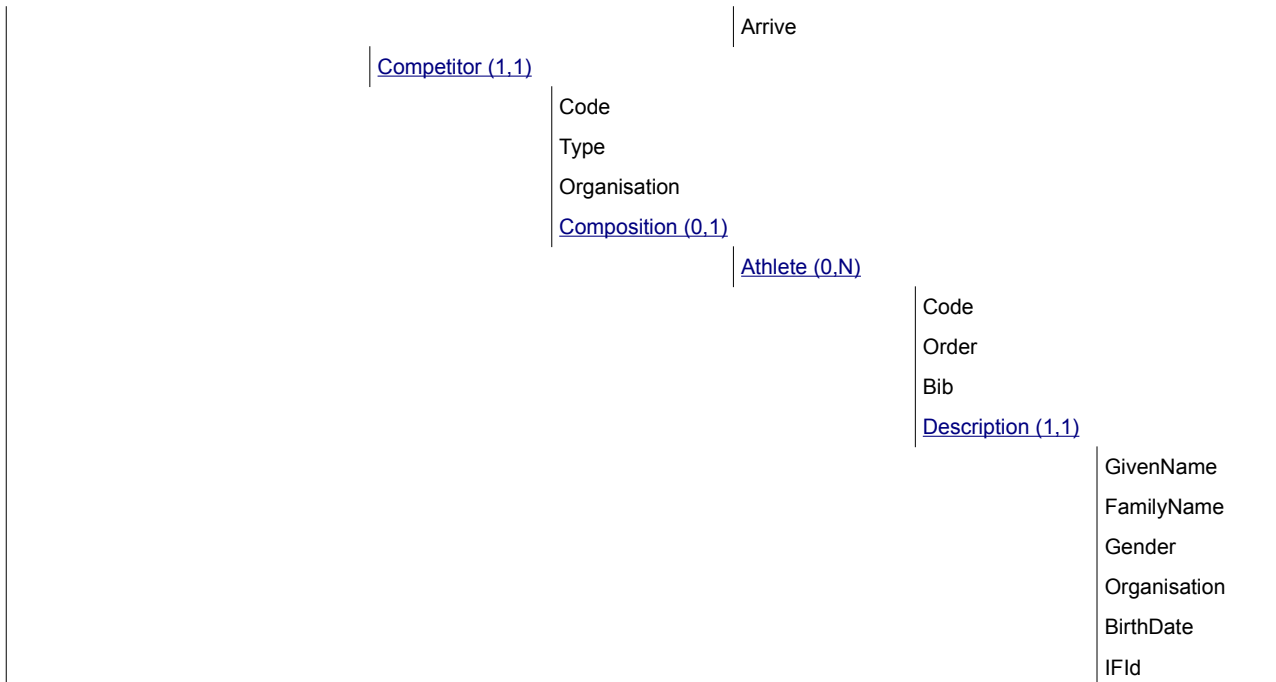 Arrive
Competitor (1,1)
Code
Type
Organisation
Composition (0,1)
Athlete (0,N)
Code
Order
Bib
Description (1,1)
GivenName
FamilyName
Gender
Organisation
BirthDate
IFId